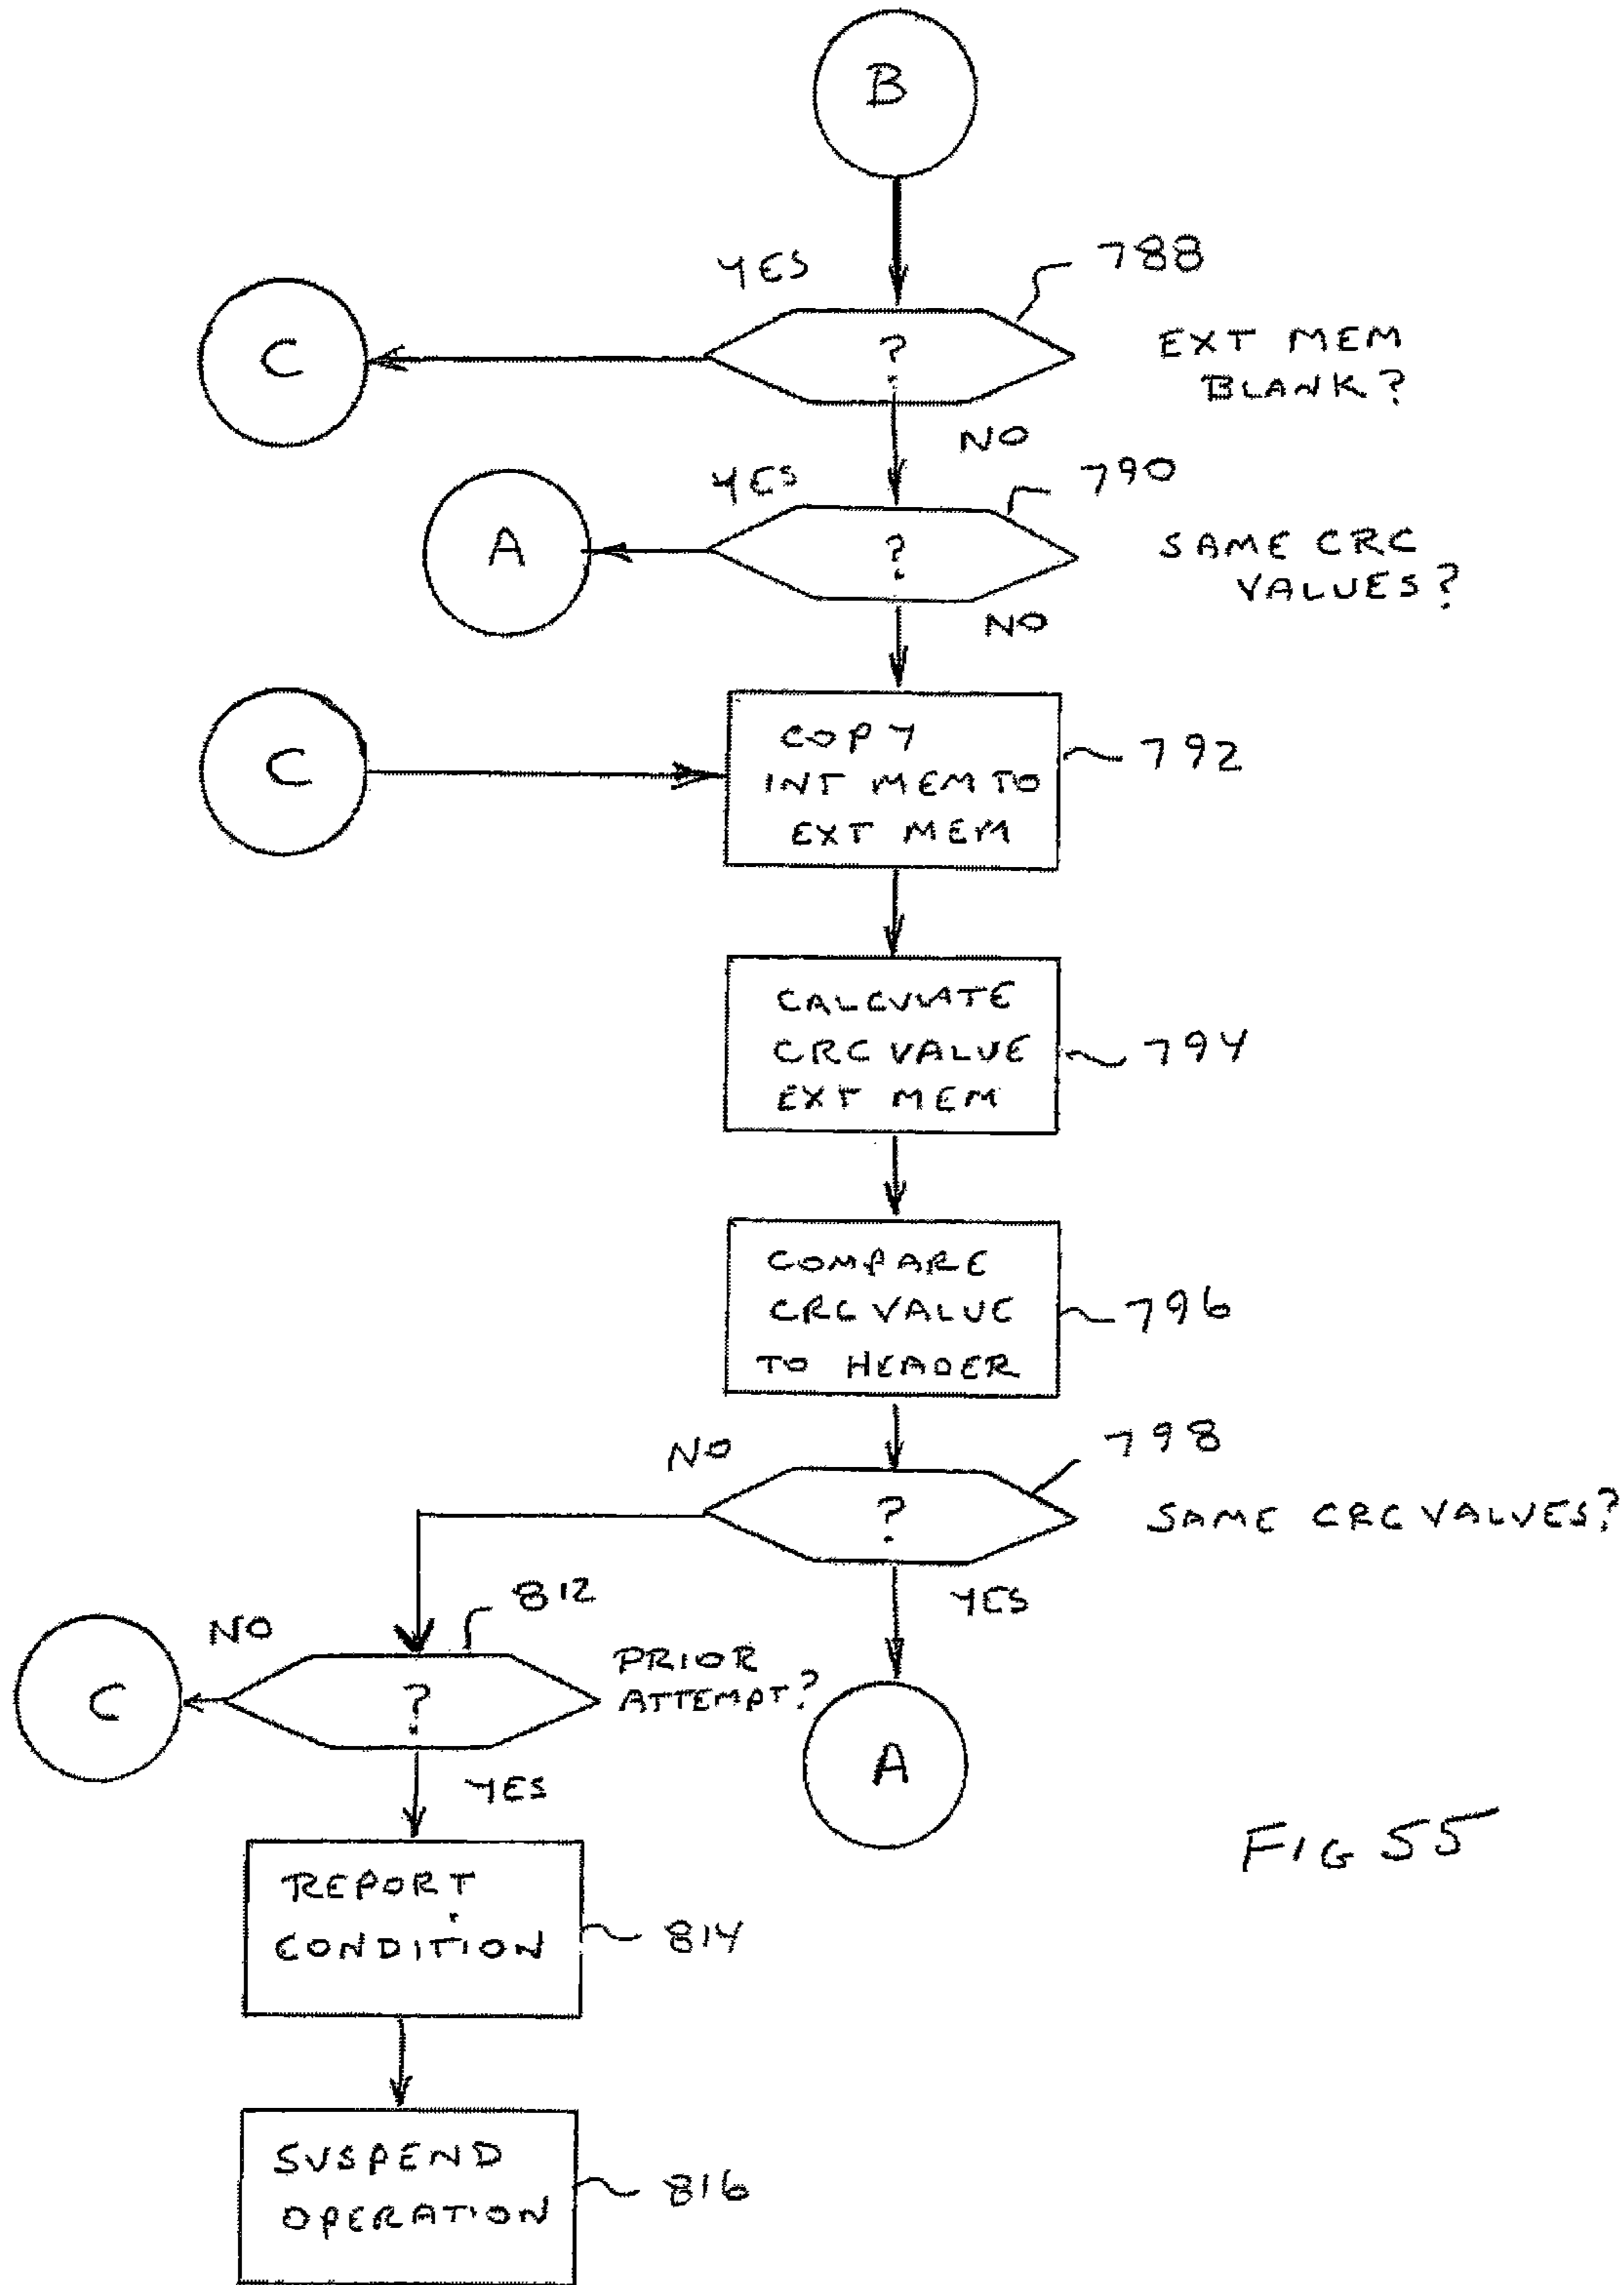 B
YES
788
C
?
EXT MEM
BLANK?
NO
YES
790
A
?
SAME CRC
VALUES?
NO
C
COPY
INT MEM TO
EXT MEM
792
CALCULATE
CRC VALUE
EXT MEM
794
COMPARE
CRC VALUE
TO HEADER
796
NO
798
?
SAME CRC VALUES?
YES
812
NO
C
?
PRIOR
ATTEMPT?
YES
A
REPORT
CONDITION
814
FIG 55
SUSPEND
OPERATION
816